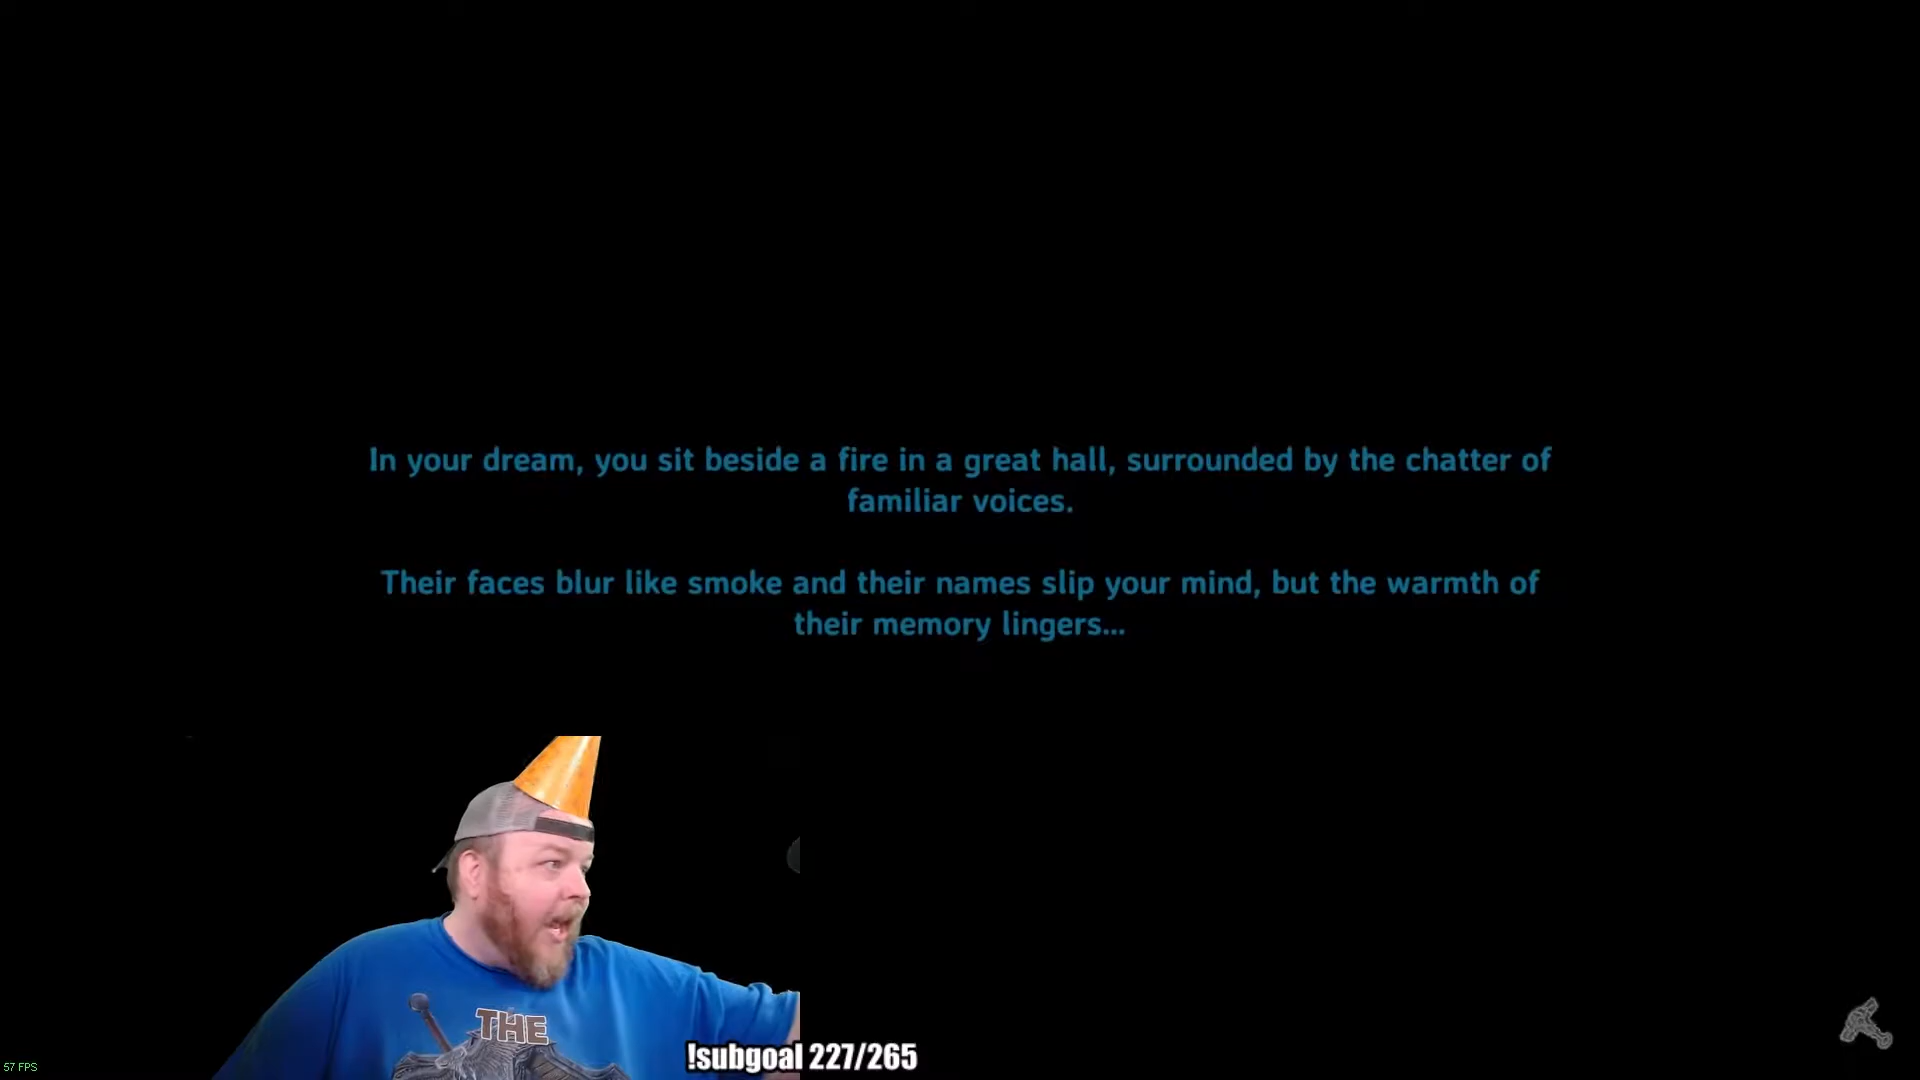 In your dream, you sit beside a fire in a great hall, surrounded by the chatter of
familiar voices.
Their faces blur like smoke and their names slip your mind, but the warmth of
their memory lingers...
THE
!subgoal 227/265
57 FPS